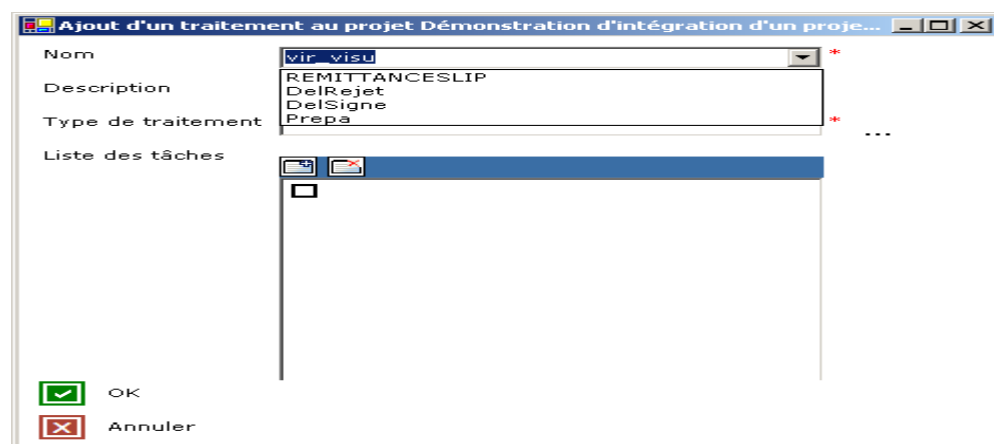 Ajout d'un traitement au projet Démonstration d'intégration d'un proje...
Nom
vir_visu
*
REMITTANCESLIP
Description
DelRejet
DelSigne
Type de traitement
Prepa
*
...
Liste des tâches
OK
Annuler